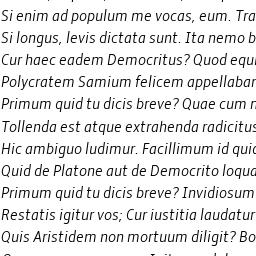 Si enim ad populum me vocas, eum. Tra
Si longus, levis dictata sunt. Ita nemo b
Cur haec eadem Democritus? Quod equi
Polycratem Samium felicem appellabar
Primum quid tu dicis breve? Quae cum
Tollenda est atque extrahenda radicitus
Hic ambiguo ludimur. Facillimum id quid
Quid de Platone aut de Democrito loqua
Primum quid tu dicis breve? Invidiosum
Restatis igitur vos; Cur iustitia laudatur
Quis Aristidem non mortuum diligit? Bo